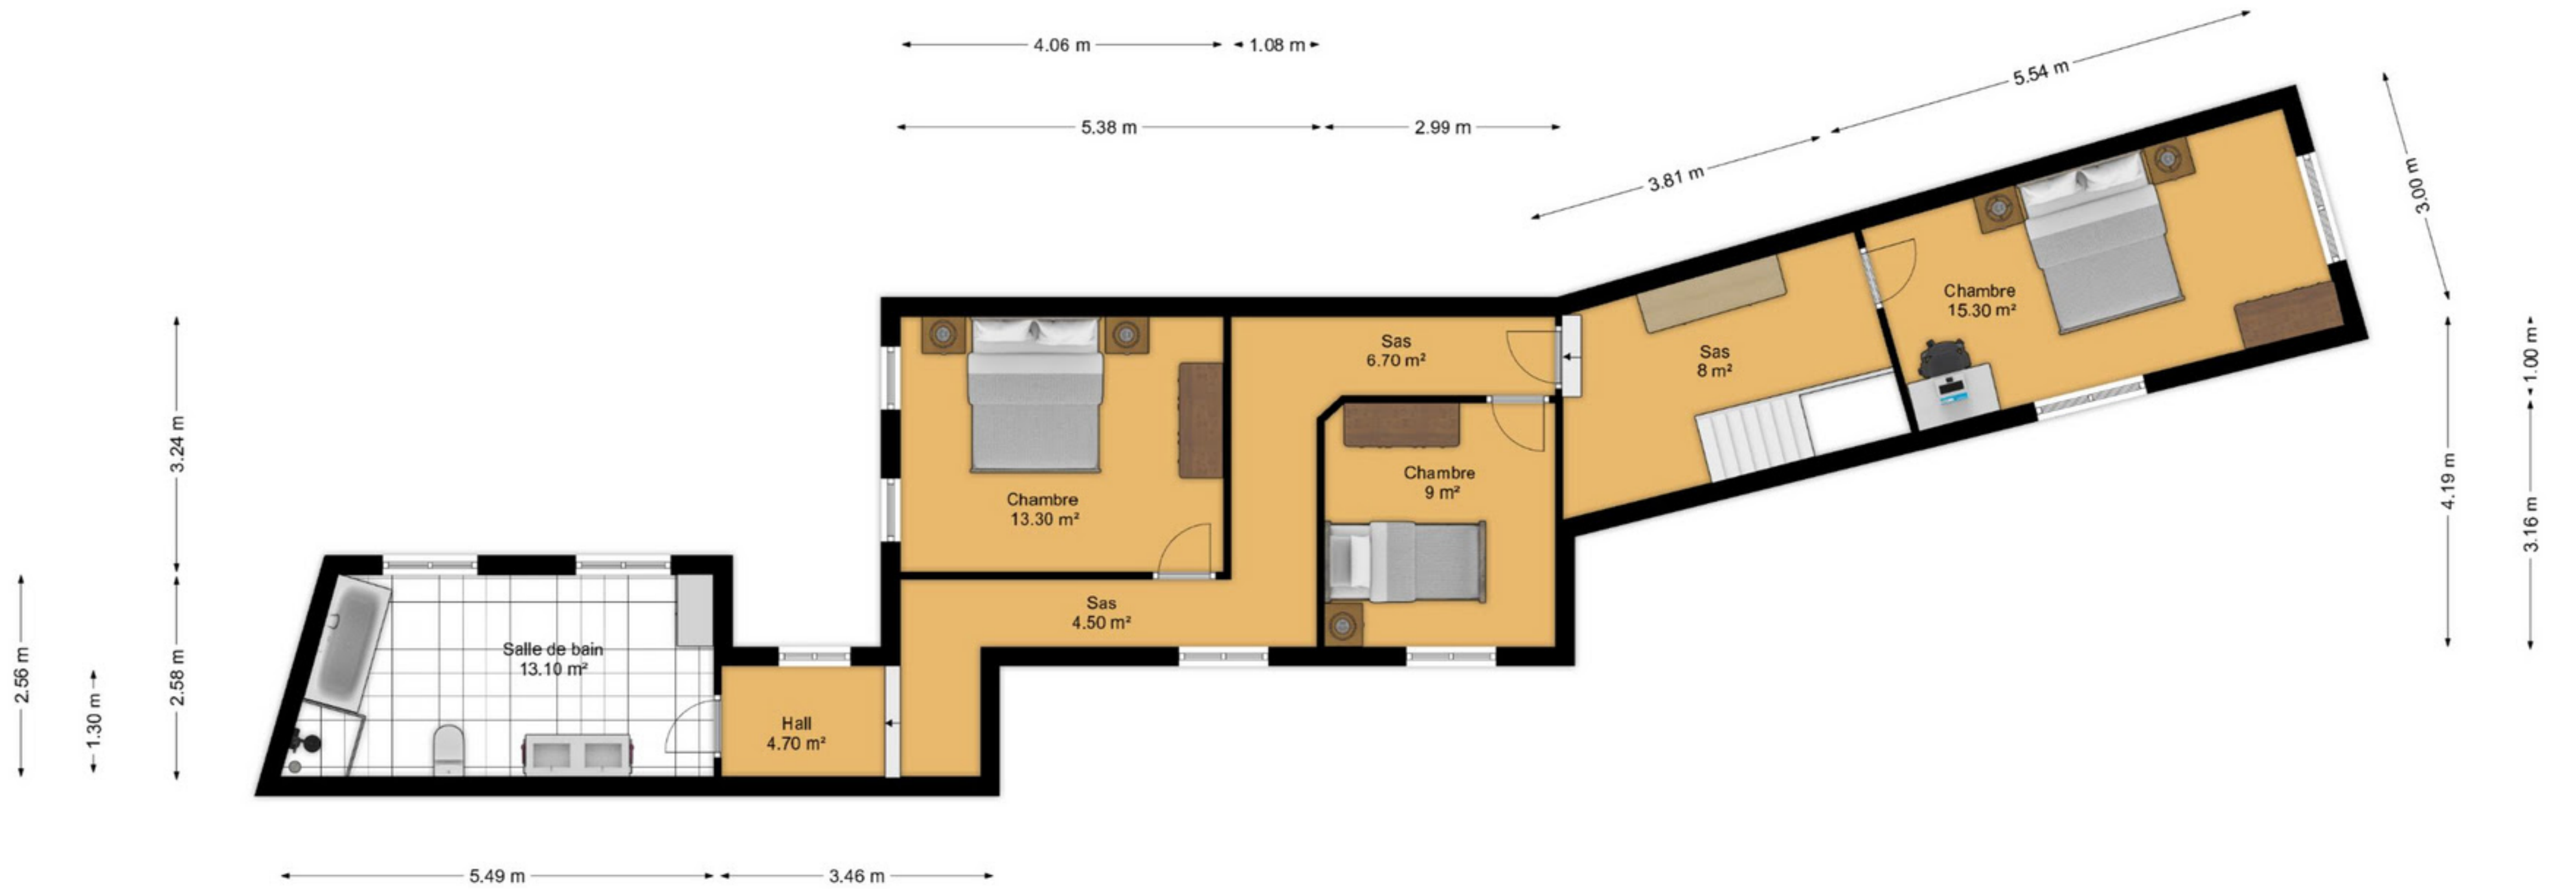 4.06 m
1.08 m
5.38 m
2.99 m
3.81 m
5.54 m
3.00 m
1.00 m
4.19 m
3.16 m
3.24 m
2.58 m
2.56 m
1.30 m
Chambre
15.30 m²
Sas
6.70 m²
Sas
8 m²
Chambre
9 m²
Chambre
13.30 m²
Sas
4.50 m²
Salle de bain
13.10 m²
Hall
4.70 m²
5.49 m
3.46 m